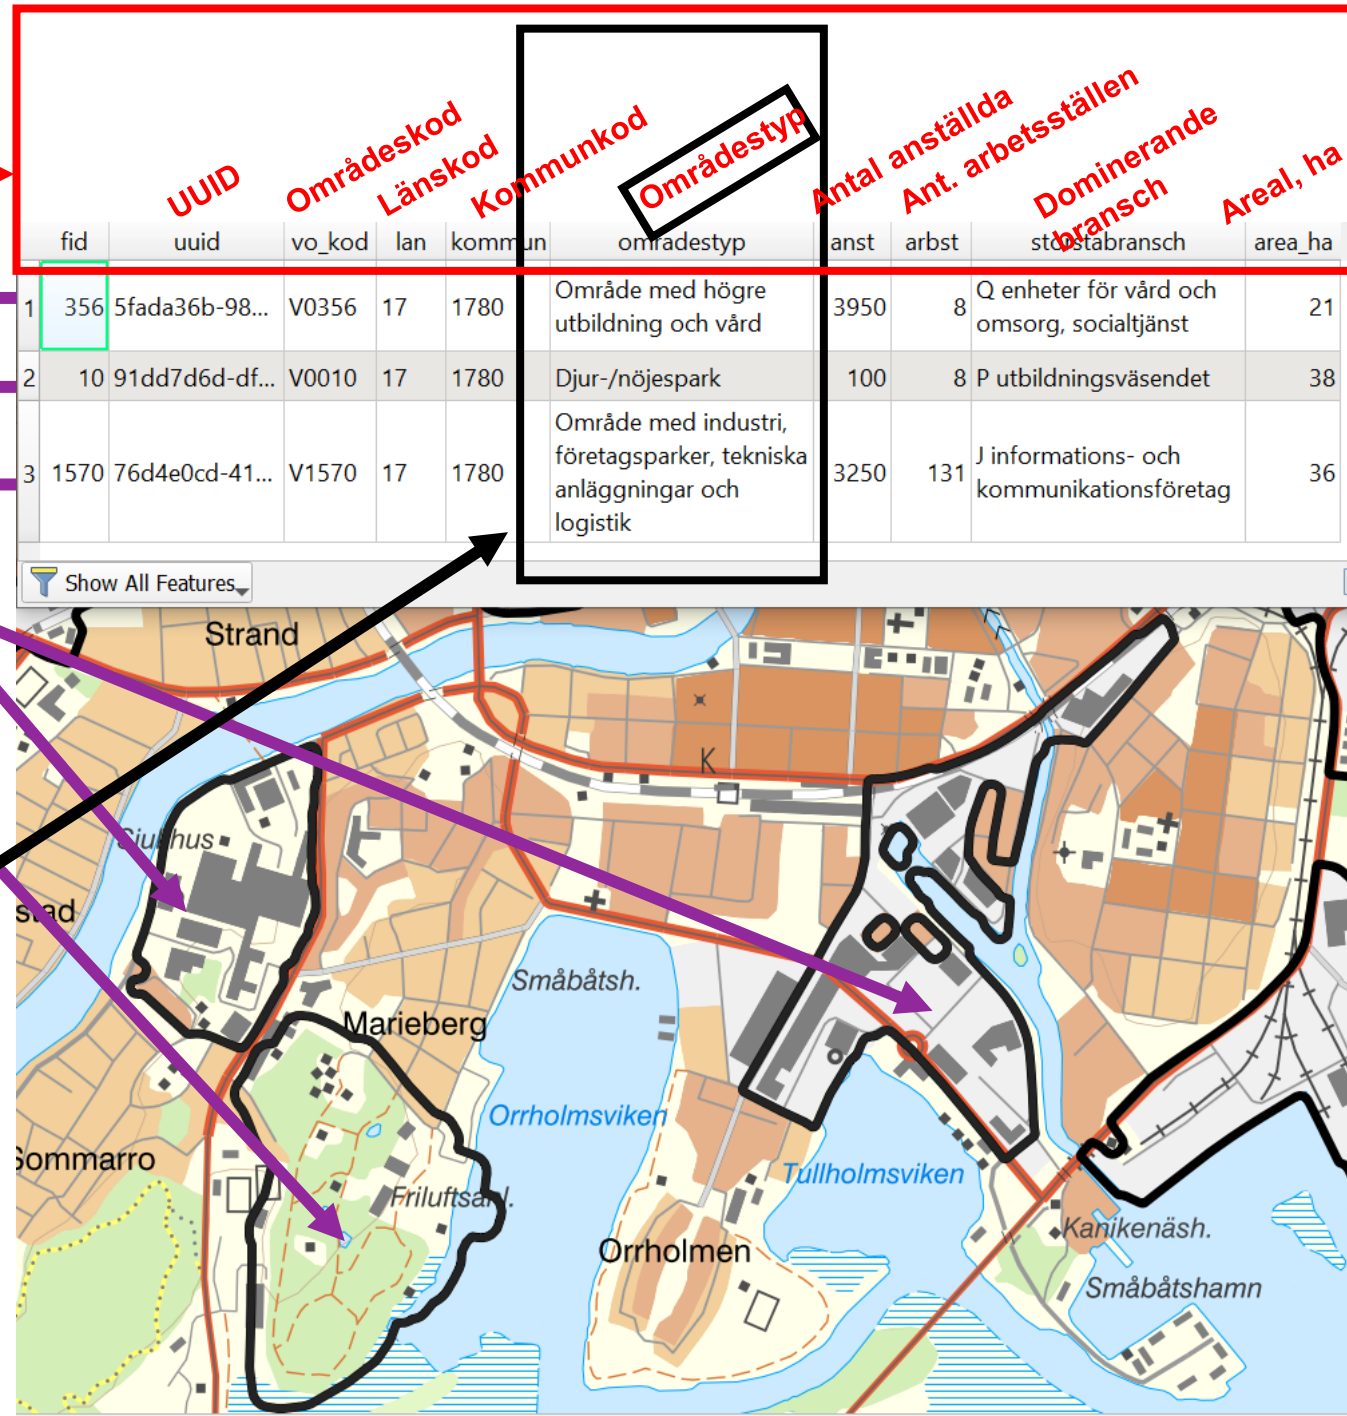 UUID
Områdeskod
Länskod
Kommunkod
Områdestyp
Antal anställda
Ant. arbetsställen
Dominerande
bransch
Areal, ha
fid uuid vo_kod lan kommun omradestyp anst arbst storstabransch area_ha
1 356 5fada36b-98... V0356 17 1780 Område med högre utbildning och vård 3950 8 Q enheter för vård och omsorg, socialtjänst 21
2 10 91dd7d6d-df... V0010 17 1780 Djur-/nöjespark 100 8 P utbildningsväsendet 38
3 1570 76d4e0cd-41... V1570 17 1780 Område med industri, företagsparker, tekniska anläggningar och logistik 3250 131 J informations- och kommunikationsföretag 36
Show All Features
Strand
K
Sjukhus
stad
Småbåtsh.
Marieberg
Orrholmsviken
Sommarro
Tullholmsviken
Friluftsanl.
Kanikenäsh.
Orrholmen
Småbåtshamn